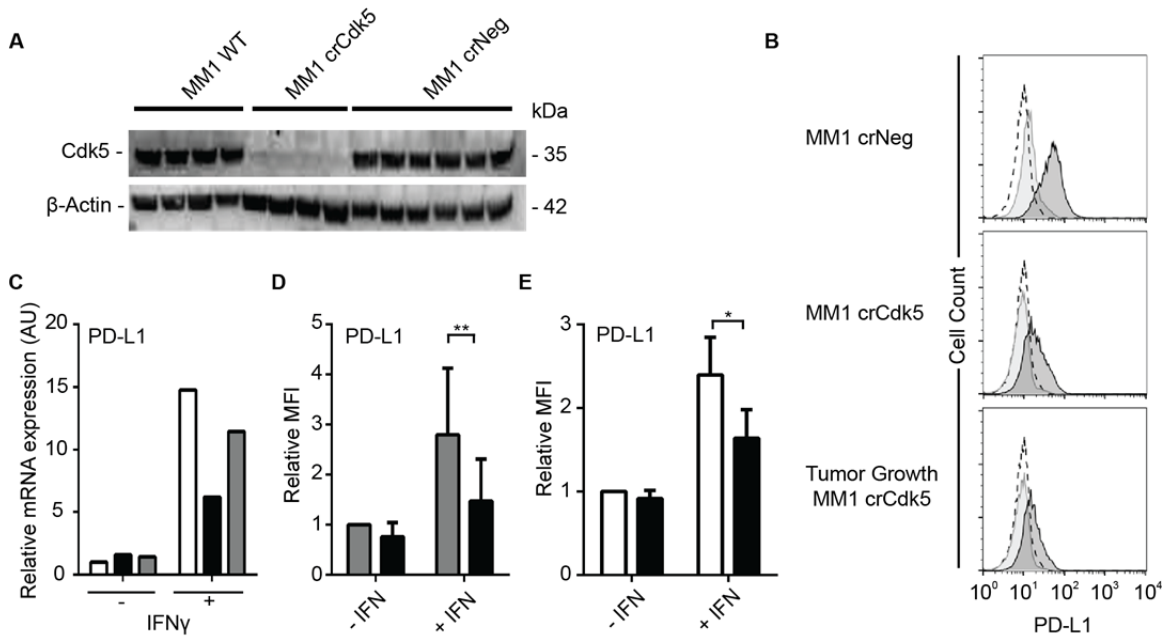 A
MM1 WT
MM1 crCdk5
MM1 crNeg
kDa
Cdk5 -
- 35
β-Actin -
- 42
B
MM1 crNeg
MM1 crCdk5
Tumor Growth
MM1 crCdk5
Cell Count
10⁰ 10¹ 10² 10³ 10⁴
PD-L1
C
Relative mRNA expression (AU)
20
15
10
5
0
PD-L1
- +
IFNγ
D
Relative MFI
5
4
3
2
1
0
PD-L1
**
- IFN
+ IFN
E
Relative MFI
3
2
1
0
PD-L1
*
- IFN
+ IFN